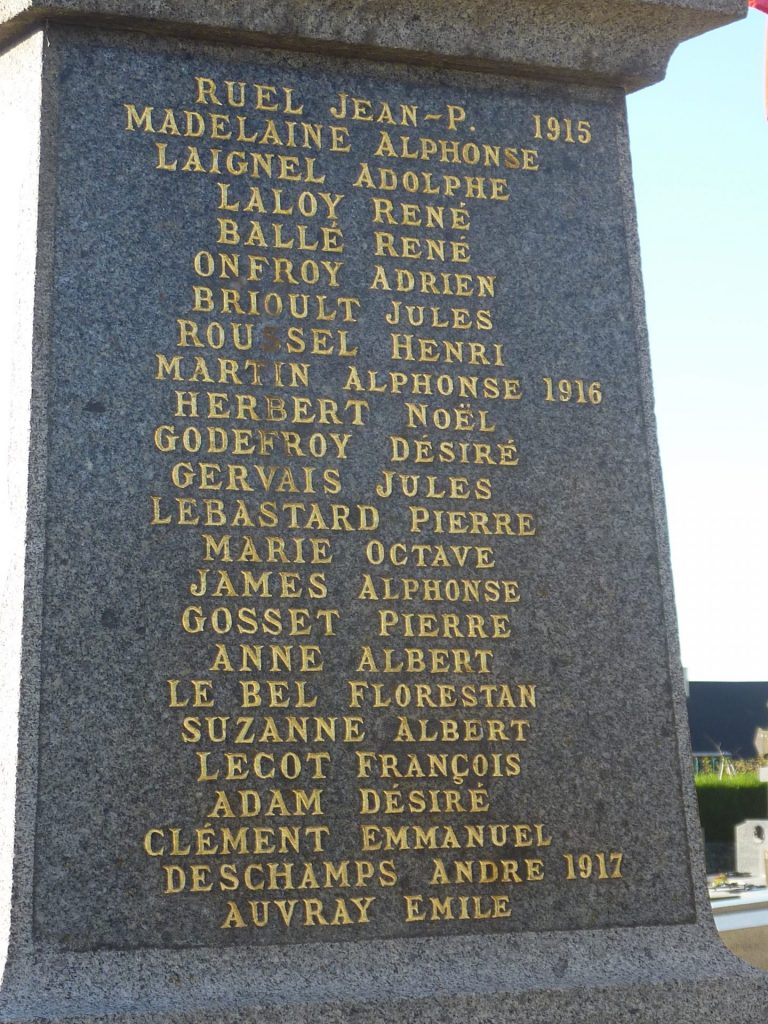 RUEL JEAN-P. 1915
MADELAINE ALPHONSE
LAIGNEL ADOLPHE
LALOY RENÉ
BALLÉ RENÉ
ONFROY ADRIEN
BRIOULT JULES
ROUSSEL HENRI
MARTIN ALPHONSE 1916
HERBERT NOËL
GODEFROY DÉSIRÉ
GERVAIS JULES
LEBASTARD PIERRE
MARIE OCTAVE
JAMES ALPHONSE
GOSSET PIERRE
ANNE ALBERT
LE BEL FLORESTAN
SUZANNE ALBERT
LECOT FRANÇOIS
ADAM DÉSIRÉ
CLÉMENT EMMANUEL
DESCHAMPS ANDRE 1917
AUVRAY EMILE